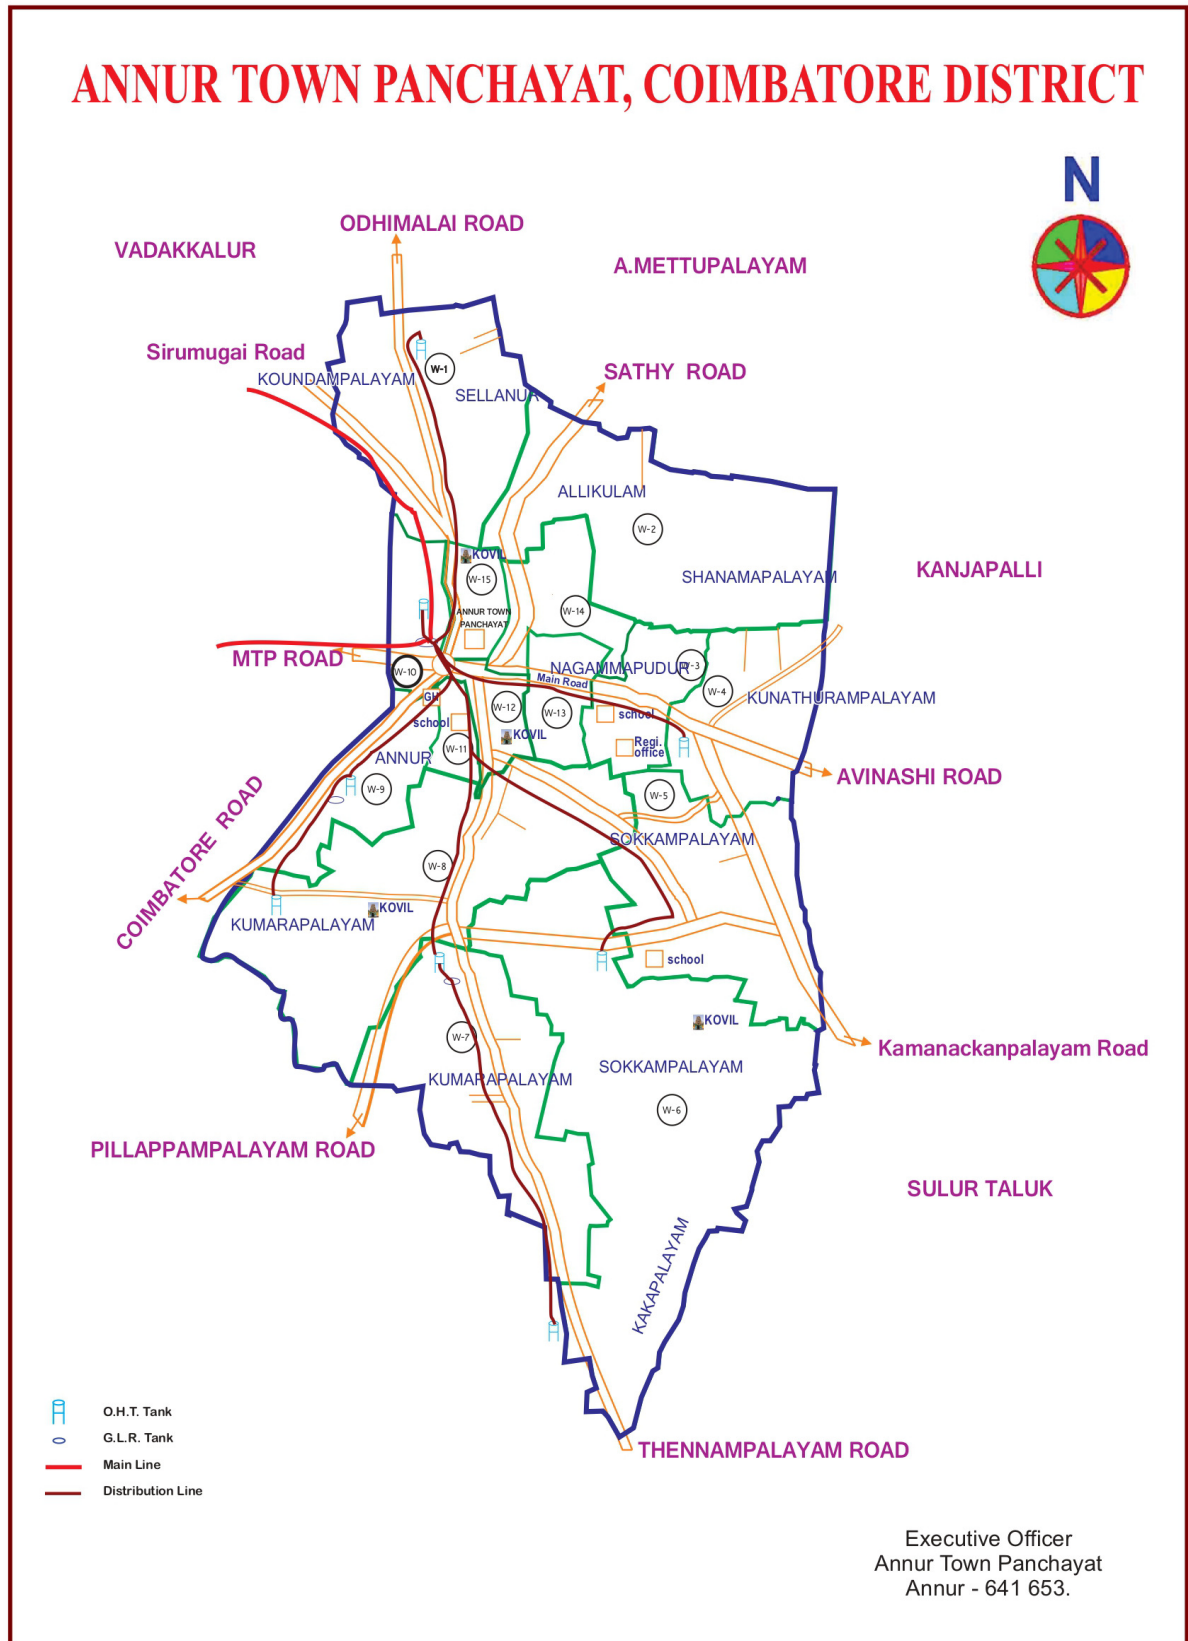 ANNUR TOWN PANCHAYAT, COIMBATORE DISTRICT
N
ODHIMALAI ROAD
VADAKKALUR
A.METTUPALAYAM
Sirumugai Road
KOUNDAMPALAYAM
W-1
SELLANUR
SATHY ROAD
ALLIKULAM
W-2
KOVIL
W-15
SHANAMAPALAYAM
KANJAPALLI
ANNUR TOWN
PANCHAYAT
W-14
MTP ROAD
W-10
NAGAMMAPUDUR
W-3
Main Road
W-4
KUNATHURAMPALAYAM
GH
school
W-12
W-13
school
KOVIL
Regi.
office
W-11
ANNUR
W-9
AVINASHI ROAD
W-5
COIMBATORE ROAD
SOKKAMPALAYAM
W-8
KOVIL
KUMARAPALAYAM
school
KOVIL
W-7
Kamanackanpalayam Road
SOKKAMPALAYAM
KUMARAPALAYAM
W-6
PILLAPPAMPALAYAM ROAD
SULUR TALUK
KAKAPALAYAM
THENNAMPALAYAM ROAD
O.H.T. Tank
G.L.R. Tank
Main Line
Distribution Line
Executive Officer
Annur Town Panchayat
Annur - 641 653.